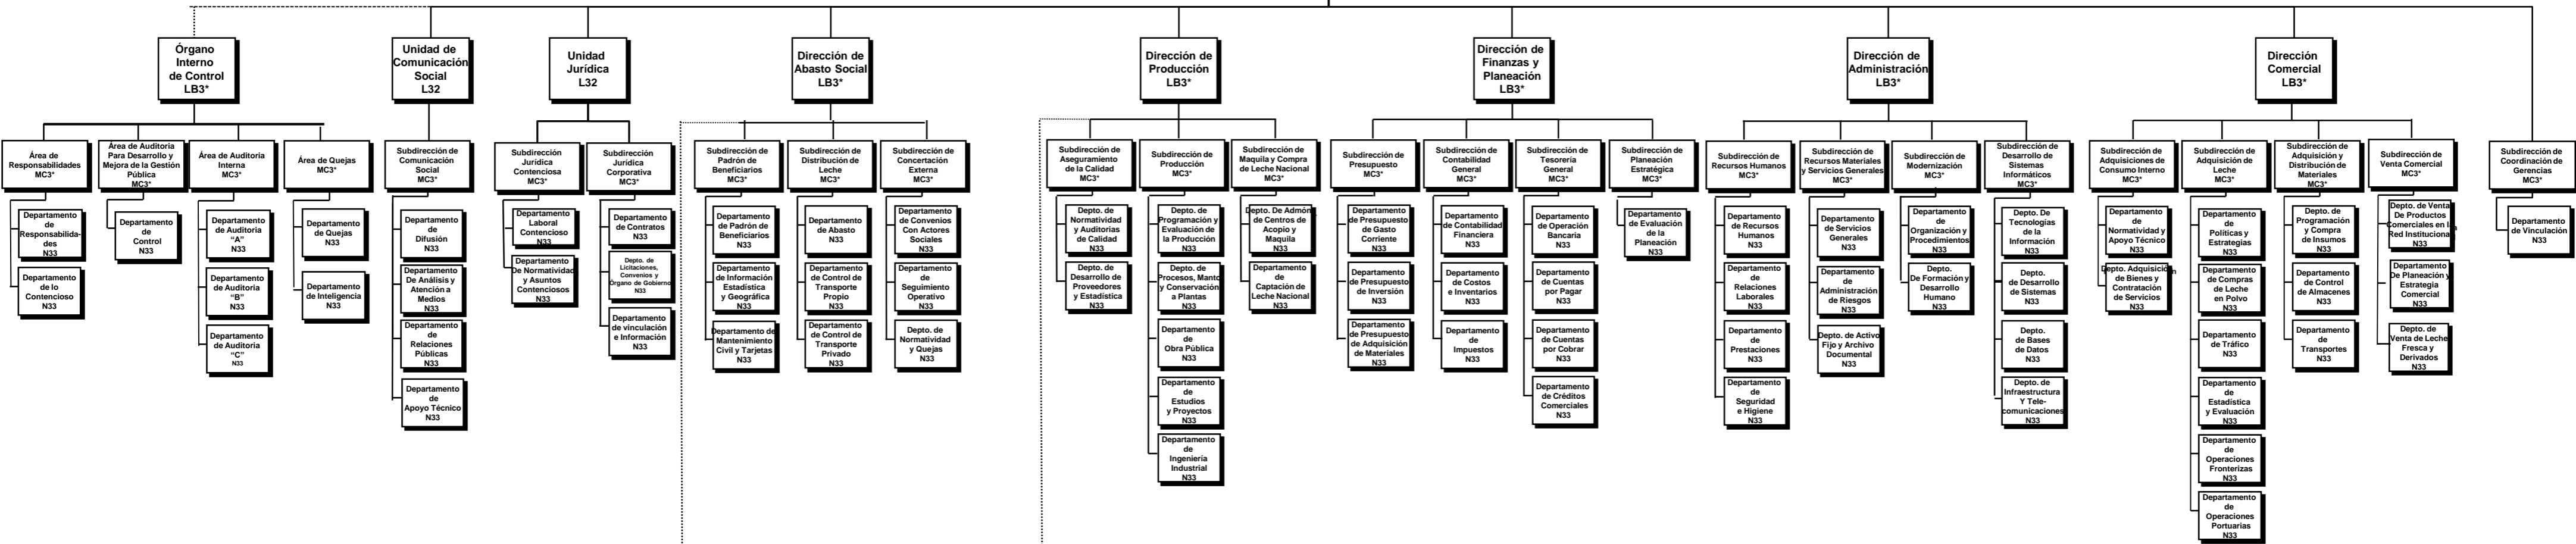 Órgano
Interno
de Control
LB3*
Unidad de
Comunicación
Social
L32
Unidad
Jurídica
L32
Dirección de
Abasto Social
LB3*
Dirección de
Producción
LB3*
Dirección de
Finanzas y
Planeación
LB3*
Dirección de
Administración
LB3*
Dirección
Comercial
LB3*
Área de
Responsabilidades
MC3*
Área de Auditoria
Para Desarrollo y
Mejora de la Gestión
Pública
MC3*
Área de Auditoria
Interna
MC3*
Área de Quejas
MC3*
Subdirección de
Comunicación
Social
MC3*
Subdirección
Jurídica
Contenciosa
MC3*
Subdirección
Jurídica
Corporativa
MC3*
Subdirección de
Padrón de
Beneficiarios
MC3*
Subdirección de
Distribución de
Leche
MC3*
Subdirección de
Concertación
Externa
MC3*
Subdirección de
Aseguramiento
de la Calidad
MC3*
Subdirección de
Producción
MC3*
Subdirección de
Maquila y Compra
de Leche Nacional
MC3*
Subdirección de
Presupuesto
MC3*
Subdirección de
Contabilidad
General
MC3*
Subdirección de
Tesorería
General
MC3*
Subdirección de
Planeación
Estratégica
MC3*
Subdirección de
Recursos Humanos
MC3*
Subdirección de
Recursos Materiales
y Servicios Generales
MC3*
Subdirección de
Modernización
MC3*
Subdirección de
Desarrollo de
Sistemas
Informáticos
MC3*
Subdirección de
Adquisiciones de
Consumo Interno
MC3*
Subdirección de
Adquisición de
Leche
MC3*
Subdirección de
Adquisición y
Distribución de
Materiales
MC3*
Subdirección de
Venta Comercial
MC3*
Subdirección de
Coordinación de
Gerencias
MC3*
Departamento
de
Responsabilida-
des
N33
Departamento
de lo
Contencioso
N33
Departamento
de
Control
N33
Departamento
de Auditoria
“A”
N33
Departamento
de Auditoria
“B”
N33
Departamento
de Auditoria
“C”
N33
Departamento
de Quejas
N33
Departamento
de Inteligencia
N33
Departamento
de
Difusión
N33
Departamento
De Análisis y
Atención a
Medios
N33
Departamento
de
Relaciones
Públicas
N33
Departamento
de
Apoyo Técnico
N33
Departamento
Laboral
Contencioso
N33
Departamento
De Normatividad
y Asuntos
Contenciosos
N33
Departamento
de Contratos
N33
Depto. de
Licitaciones,
Convenios y
Órgano de Gobierno
N33
Departamento
de vinculación
e Información
N33
Departamento
de Padrón de
Beneficiarios
N33
Departamento
de Información
Estadística
y Geográfica
N33
Departamento de
Mantenimiento
Civil y Tarjetas
N33
Departamento
de Abasto
N33
Departamento
de Control de
Transporte
Propio
N33
Departamento
de Control de
Transporte
Privado
N33
Departamento
de Convenios
Con Actores
Sociales
N33
Departamento
de
Seguimiento
Operativo
N33
Depto. de
Normatividad
y Quejas
N33
Depto. de
Normatividad
y Auditorias
de Calidad
N33
Depto. de
Desarrollo de
Proveedores
y Estadística
N33
Depto. de
Programación y
Evaluación de
la Producción
N33
Depto. de
Procesos, Manto
y Conservación
a Plantas
N33
Departamento
de
Obra Pública
N33
Departamento
de
Estudios
y Proyectos
N33
Departamento
de
Ingeniería
Industrial
N33
Depto. De Admón
de Centros de
Acopio y
Maquila
N33
Departamento
de
Captación de
Leche Nacional
N33
Departamento
de Presupuesto
de Gasto
Corriente
N33
Departamento
de Presupuesto
de Inversión
N33
Departamento
de Presupuesto
de Adquisición
de Materiales
N33
Departamento
de Contabilidad
Financiera
N33
Departamento
de Costos
e Inventarios
N33
Departamento
de
Impuestos
N33
Departamento
de Operación
Bancaria
N33
Departamento
de Cuentas
por Pagar
N33
Departamento
de Cuentas
por Cobrar
N33
Departamento
de Créditos
Comerciales
N33
Departamento
de Evaluación
de la
Planeación
N33
Departamento
de Recursos
Humanos
N33
Departamento
de
Relaciones
Laborales
N33
Departamento
de
Prestaciones
N33
Departamento
de
Seguridad
e Higiene
N33
Departamento
de Servicios
Generales
N33
Departamento
de
Administración
de Riesgos
N33
Depto. de Activo
Fijo y Archivo
Documental
N33
Departamento
de
Organización y
Procedimientos
N33
Depto.
De Formación y
Desarrollo
Humano
N33
Depto. De
Tecnologías
de la
Información
N33
Depto.
de Desarrollo
de Sistemas
N33
Depto.
de Bases
de Datos
N33
Depto. de
Infraestructura
Y Tele-
comunicaciones
N33
Departamento
de
Normatividad y
Apoyo Técnico
N33
Depto. Adquisición
de Bienes y
Contratación
de Servicios
N33
Departamento
de
Políticas y
Estrategias
N33
Departamento
de Compras
de Leche
en Polvo
N33
Departamento
de Tráfico
N33
Departamento
de
Estadística
y Evaluación
N33
Departamento
de
Operaciones
Fronterizas
N33
Departamento
de
Operaciones
Portuarias
N33
Depto. de
Programación
y Compra
de Insumos
N33
Departamento
de Control
de Almacenes
N33
Departamento
de
Transportes
N33
Depto. de Venta
De Productos
Comerciales en la
Red Institucional
N33
Departamento
De Planeación y
Estrategia
Comercial
N33
Depto. de
Venta de Leche
Fresca y
Derivados
N33
Departamento
de Vinculación
N33